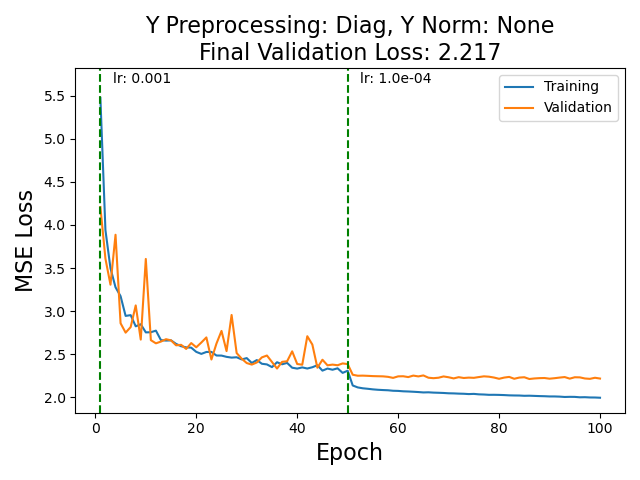 Y Preprocessing: Diag, Y Norm: None
Final Validation Loss: 2.217
lr: 0.001
lr: 1.0e-04
Training
Validation
MSE Loss
5.5
5.0
4.5
4.0
3.5
3.0
2.5
2.0
0 20 40 60 80 100
Epoch